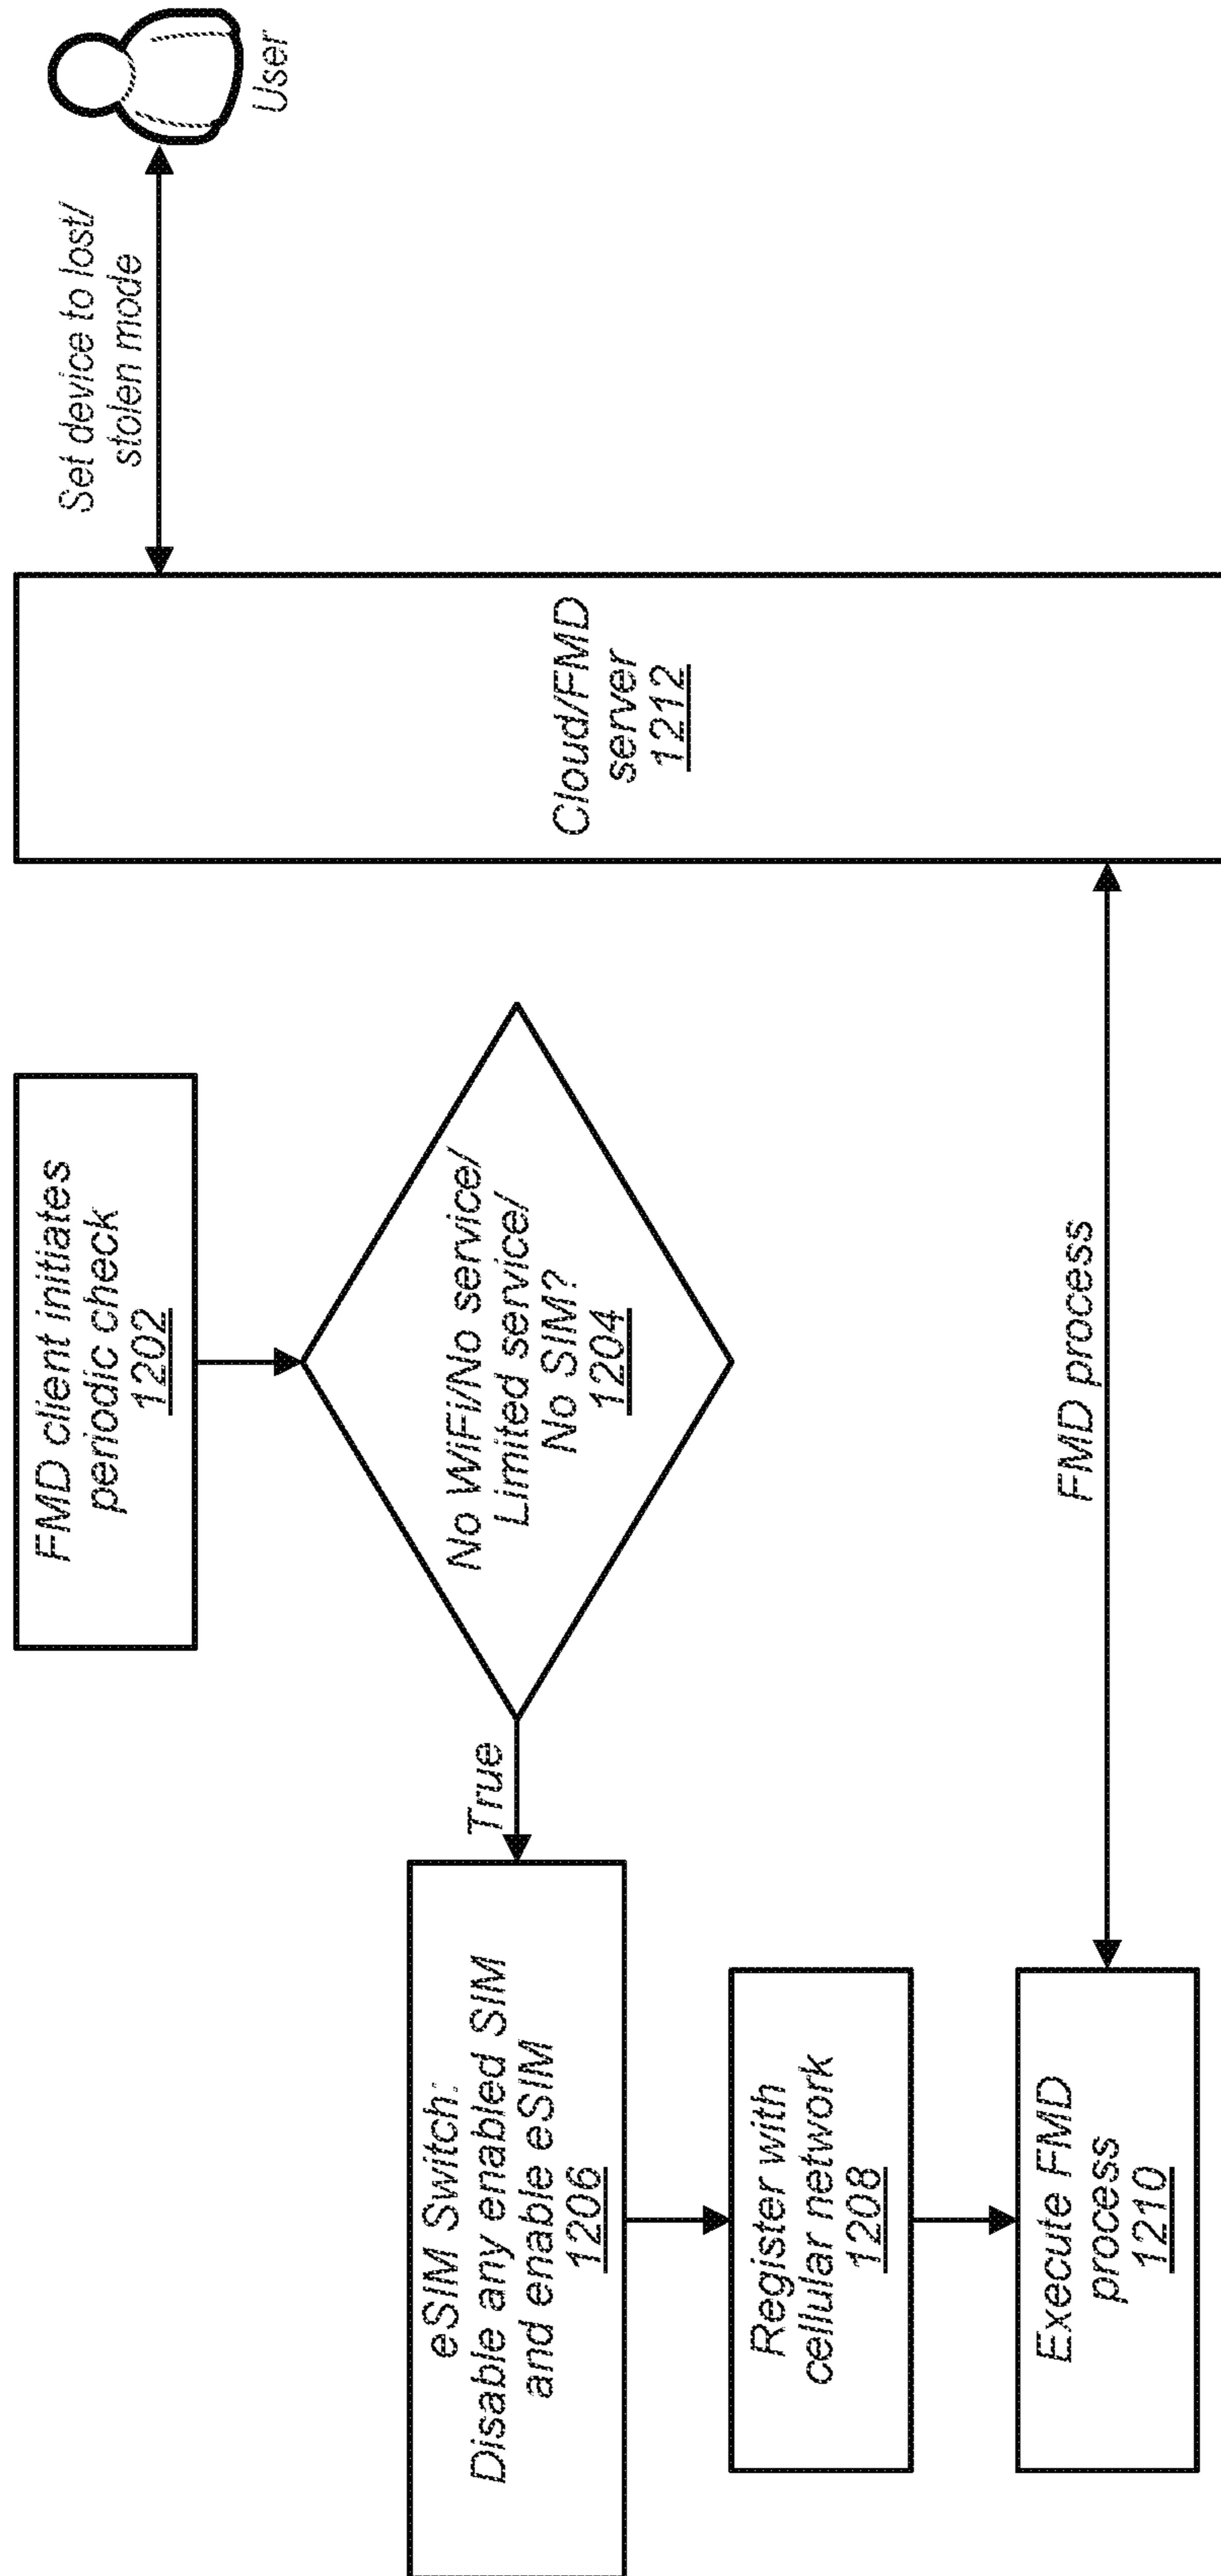 FMD client initiates
periodic check
1202
No WiFi/No service/
Limited service/
No SIM?
1204
True
eSIM Switch:
Disable any enabled SIM
and enable eSIM
1206
Register with
cellular network
1208
Execute FMD
process
1210
FMD process
Cloud/FMD
server
1212
Set device to lost/
stolen mode
User